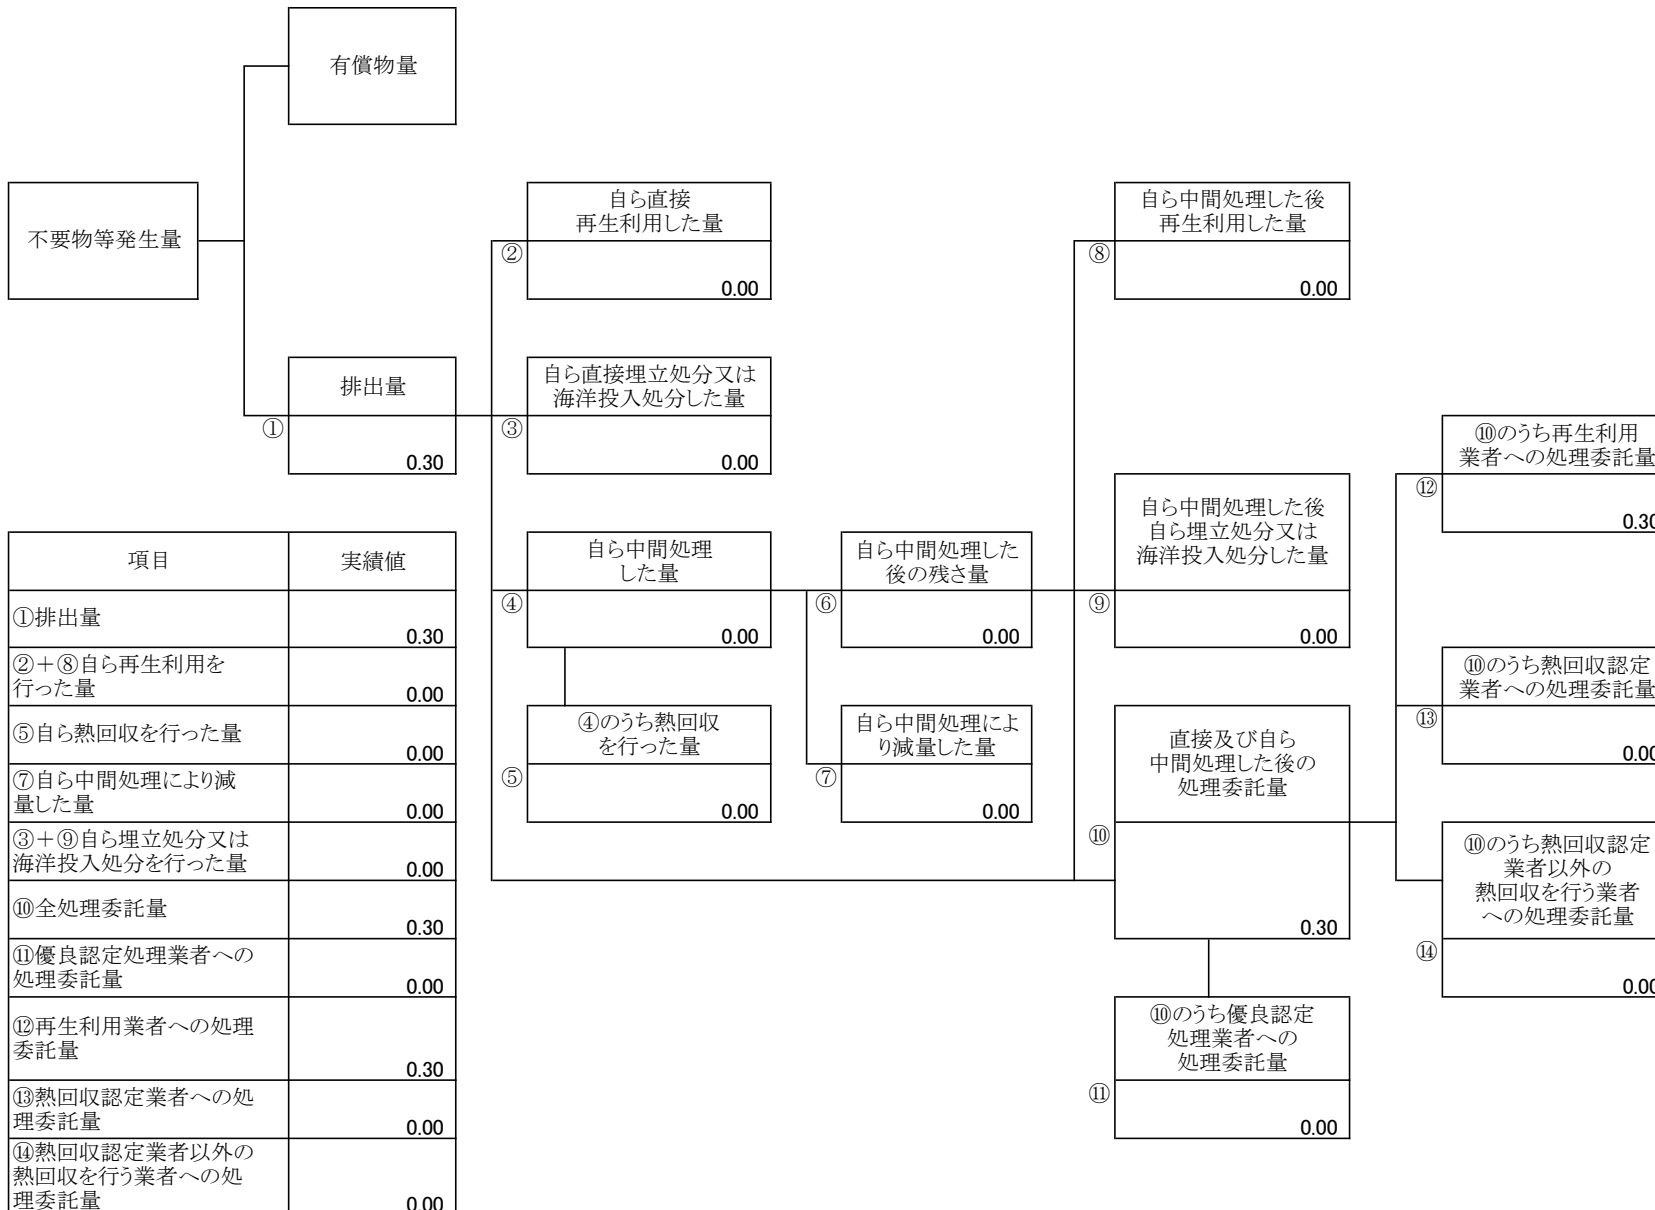 有償物量
不要物等発生量
排出量
①
0.30
自ら直接
再生利用した量
②
0.00
自ら直接埋立処分又は
海洋投入処分した量
③
0.00
自ら中間処理
した量
④
0.00
④のうち熱回収
を行った量
⑤
0.00
自ら中間処理した
後の残さ量
⑥
0.00
自ら中間処理によ
り減量した量
⑦
0.00
自ら中間処理した後
再生利用した量
⑧
0.00
自ら中間処理した後
自ら埋立処分又は
海洋投入処分した量
⑨
0.00
直接及び自ら
中間処理した後の
処理委託量
⑩
0.30
⑩のうち優良認定
処理業者への
処理委託量
⑪
0.00
⑩のうち再生利用
業者への処理委託量
⑫
0.30
⑩のうち熱回収認定
業者への処理委託量
⑬
0.00
⑩のうち熱回収認定
業者以外の
熱回収を行う業者
への処理委託量
⑭
0.00
項目 実績値
①排出量
0.30
②＋⑧自ら再生利用を
行った量
0.00
⑤自ら熱回収を行った量
0.00
⑦自ら中間処理により減
量した量
0.00
③＋⑨自ら埋立処分又は
海洋投入処分を行った量
0.00
⑩全処理委託量
0.30
⑪優良認定処理業者への
処理委託量
0.00
⑫再生利用業者への処理
委託量
0.30
⑬熱回収認定業者への処
理委託量
0.00
⑭熱回収認定業者以外の
熱回収を行う業者への処
理委託量
0.00